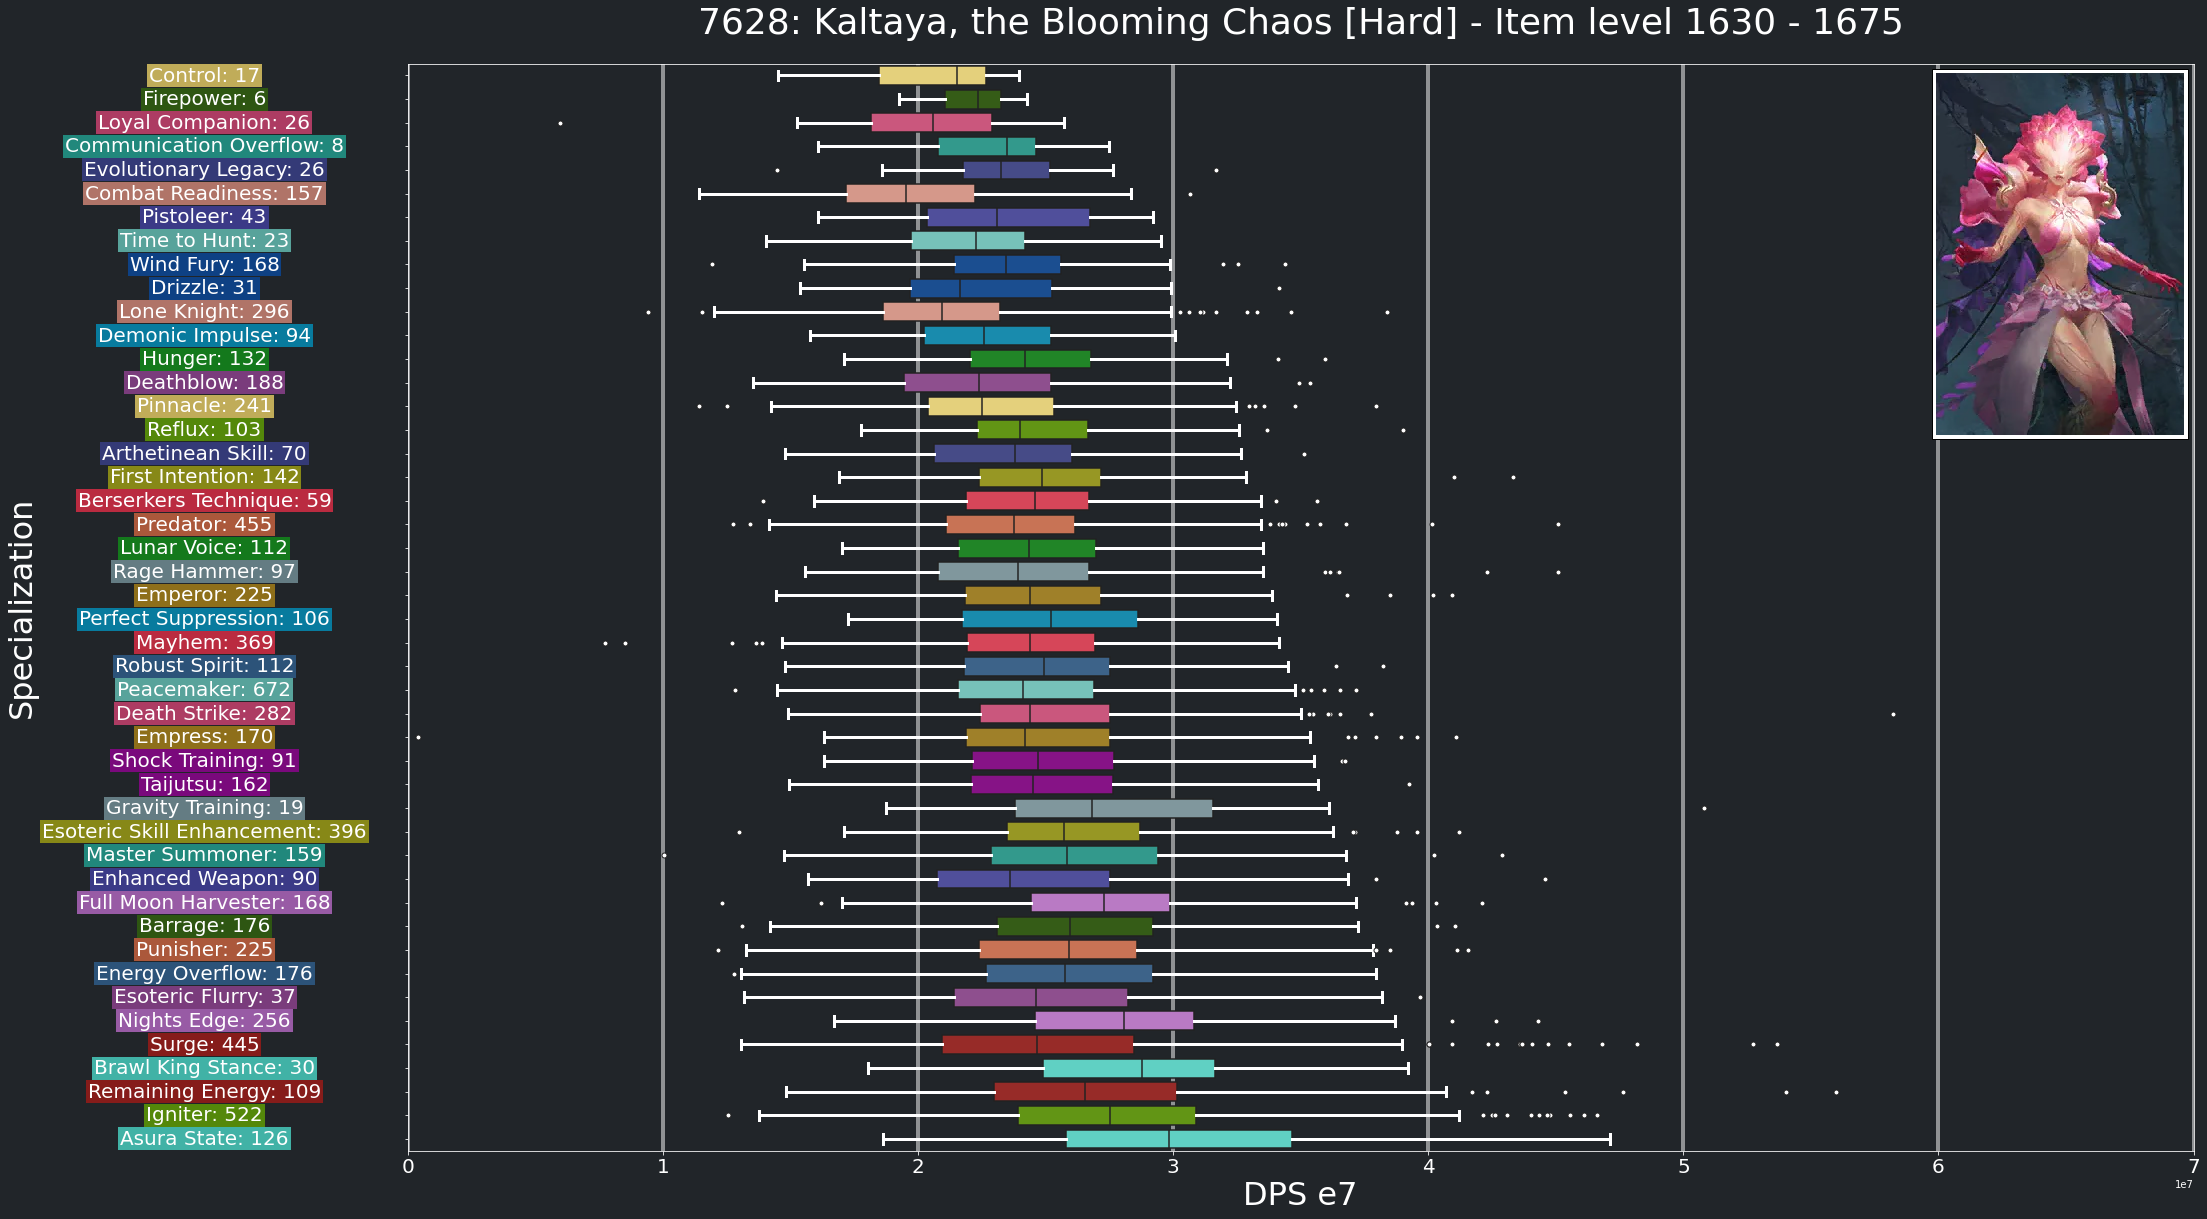 7628: Kaltaya, the Blooming Chaos [Hard] - Item level 1630 - 1675
Specialization
Control: 17
Firepower: 6
Loyal Companion: 26
Communication Overflow: 8
Evolutionary Legacy: 26
Combat Readiness: 157
Pistoleer: 43
Time to Hunt: 23
Wind Fury: 168
Drizzle: 31
Lone Knight: 296
Demonic Impulse: 94
Hunger: 132
Deathblow: 188
Pinnacle: 241
Reflux: 103
Arthetinean Skill: 70
First Intention: 142
Berserkers Technique: 59
Predator: 455
Lunar Voice: 112
Rage Hammer: 97
Emperor: 225
Perfect Suppression: 106
Mayhem: 369
Robust Spirit: 112
Peacemaker: 672
Death Strike: 282
Empress: 170
Shock Training: 91
Taijutsu: 162
Gravity Training: 19
Esoteric Skill Enhancement: 396
Master Summoner: 159
Enhanced Weapon: 90
Full Moon Harvester: 168
Barrage: 176
Punisher: 225
Energy Overflow: 176
Esoteric Flurry: 37
Nights Edge: 256
Surge: 445
Brawl King Stance: 30
Remaining Energy: 109
Igniter: 522
Asura State: 126
0 1 2 3 4 5 6 7
1e7
DPS e7